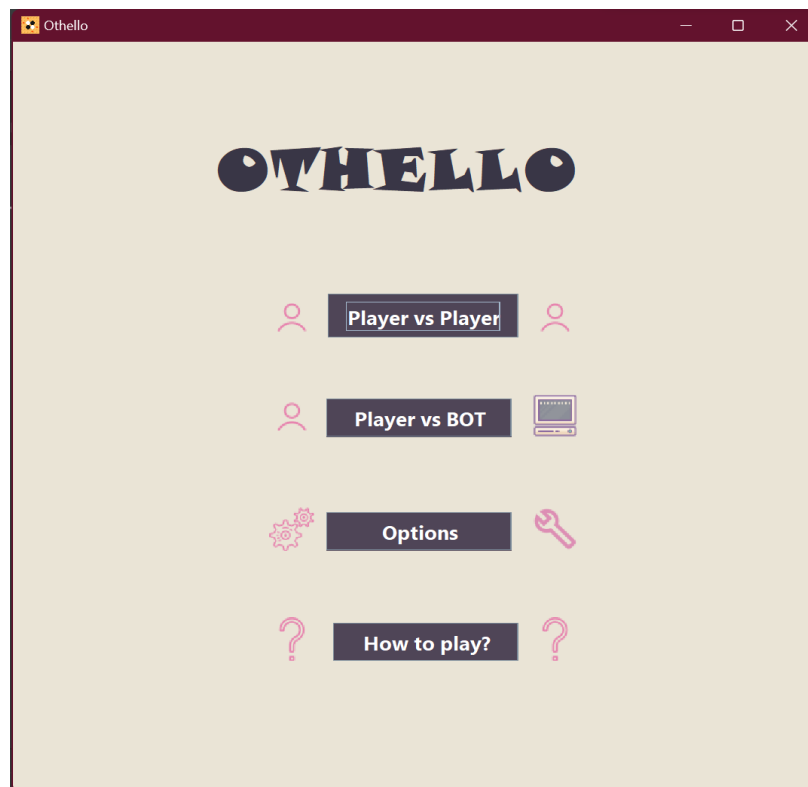 Othello
OTHELLO
Player vs Player
Player vs BOT
Options
How to play?